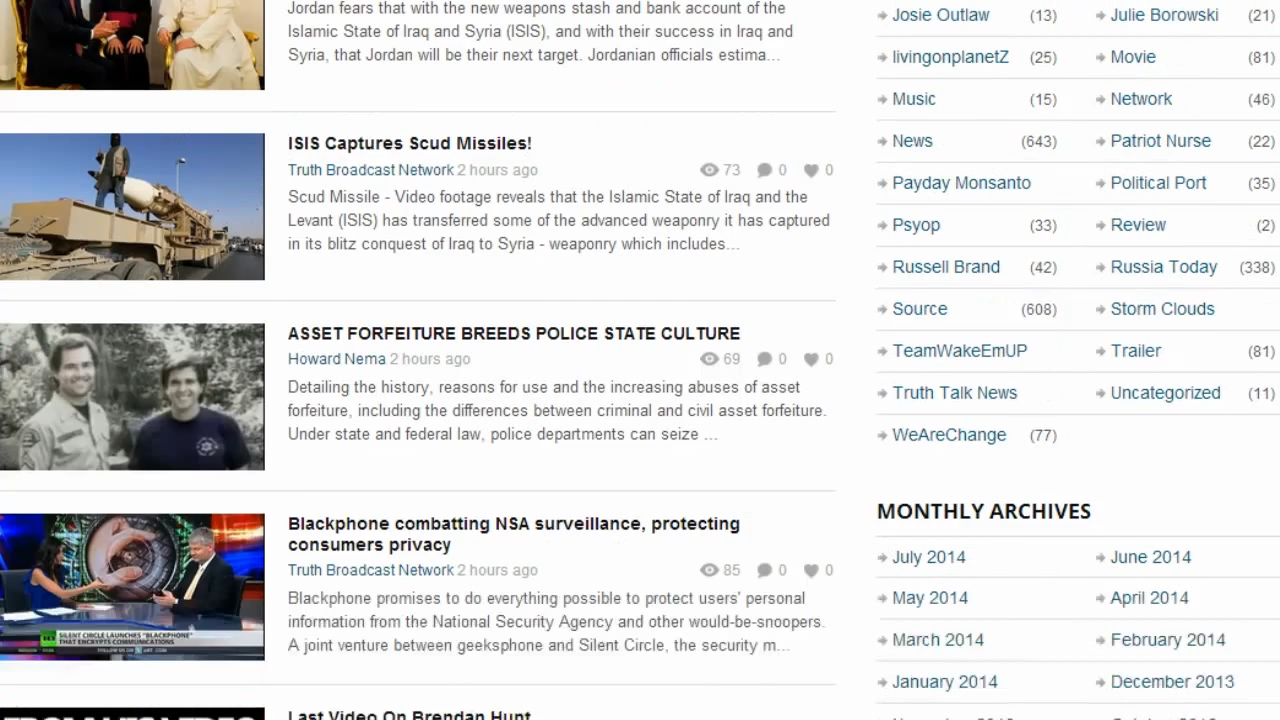 Jordan fears that with the new weapons stash and bank account of the
Islamic State of Iraq and Syria (ISIS), and with their success in Iraq and
Syria, that Jordan will be their next target. Jordanian officials estima...
ISIS Captures Scud Missiles!
Truth Broadcast Network 2 hours ago 73 0 0
Scud Missile - Video footage reveals that the Islamic State of Iraq and the
Levant (ISIS) has transferred some of the advanced weaponry it has captured
in its blitz conquest of Iraq to Syria - weaponry which includes...
ASSET FORFEITURE BREEDS POLICE STATE CULTURE
Howard Nema 2 hours ago 69 0 0
Detailing the history, reasons for use and the increasing abuses of asset
forfeiture, including the differences between criminal and civil asset forfeiture.
Under state and federal law, police departments can seize ...
SILENT CIRCLE LAUNCHES "BLACKPHONE"
THAT ENCRYPTS COMMUNICATIONS
Blackphone combatting NSA surveillance, protecting
consumers privacy
Truth Broadcast Network 2 hours ago 85 0 0
Blackphone promises to do everything possible to protect users' personal
information from the National Security Agency and other would-be-snoopers.
A joint venture between geeksphone and Silent Circle, the security m...
Last Video On Brendan Hunt
Josie Outlaw (13) Julie Borowski (21)
livingonplanetZ (25) Movie (81)
Music (15) Network (46)
News (643) Patriot Nurse (22)
Payday Monsanto Political Port (35)
Psyop (33) Review (2)
Russell Brand (42) Russia Today (338)
Source (608) Storm Clouds
TeamWakeEmUP Trailer (81)
Truth Talk News Uncategorized (11)
WeAreChange (77)
MONTHLY ARCHIVES
July 2014 June 2014
May 2014 April 2014
March 2014 February 2014
January 2014 December 2013